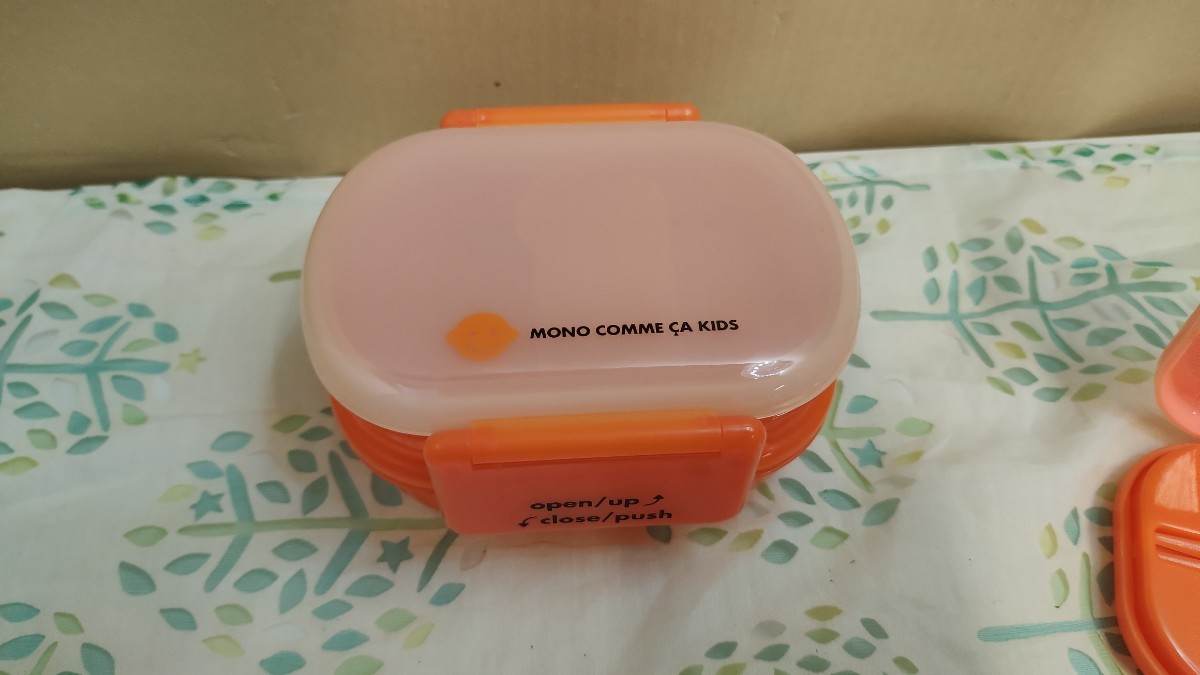 MONO COMME ÇA KIDS
open/up ⤴
⤹ close/push